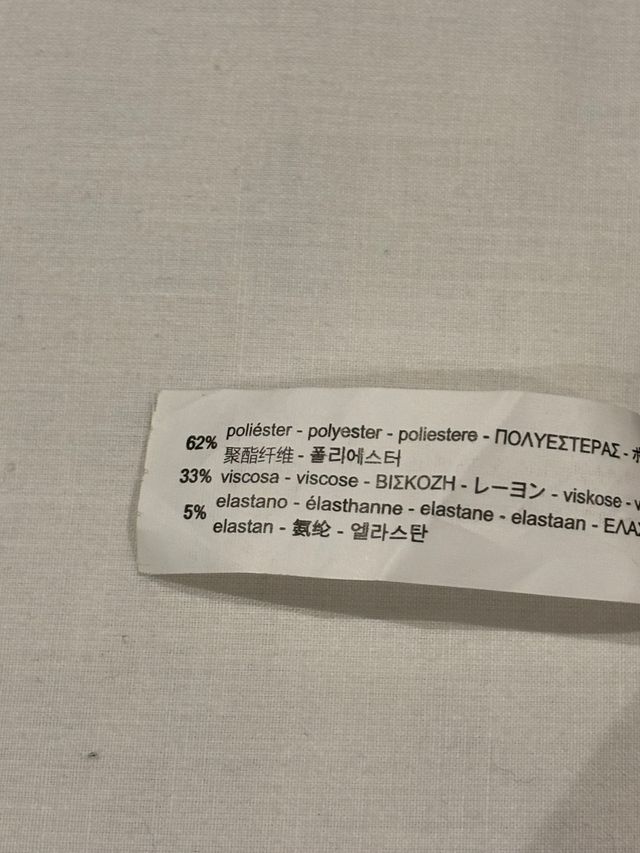 62% poliéster - polyester - poliestere - ΠΟΛΥΕΣΤΕΡΑΣ -
聚酯纤维 - 폴리에스터
33% viscosa - viscose - ΒΙΣΚΟΖΗ - レーヨン - viskose -
5% elastano - élasthanne - elastane - elastaan -
elastan - 氨纶 - 엘라스탄